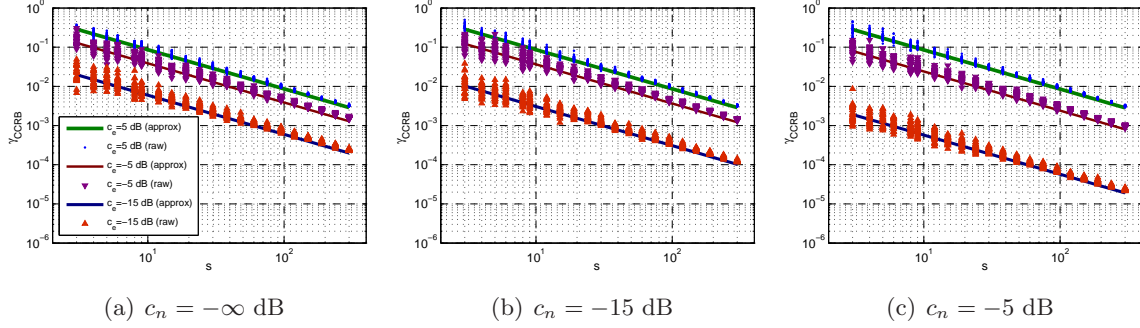 10^0
10^−1
10^−2
10^−3
10^−4
10^−5
10^−6
γ_CCRB
c_e=5 dB (approx)
c_e=5 dB (raw)
c_e=−5 dB (approx)
c_e=−5 dB (raw)
c_e=−15 dB (approx)
c_e=−15 dB (raw)
10^1
10^2
s
(a) c_n = −∞ dB
10^0
10^−1
10^−2
10^−3
10^−4
10^−5
10^−6
γ_CCRB
10^1
10^2
s
(b) c_n = −15 dB
10^0
10^−1
10^−2
10^−3
10^−4
10^−5
10^−6
γ_CCRB
10^1
10^2
s
(c) c_n = −5 dB